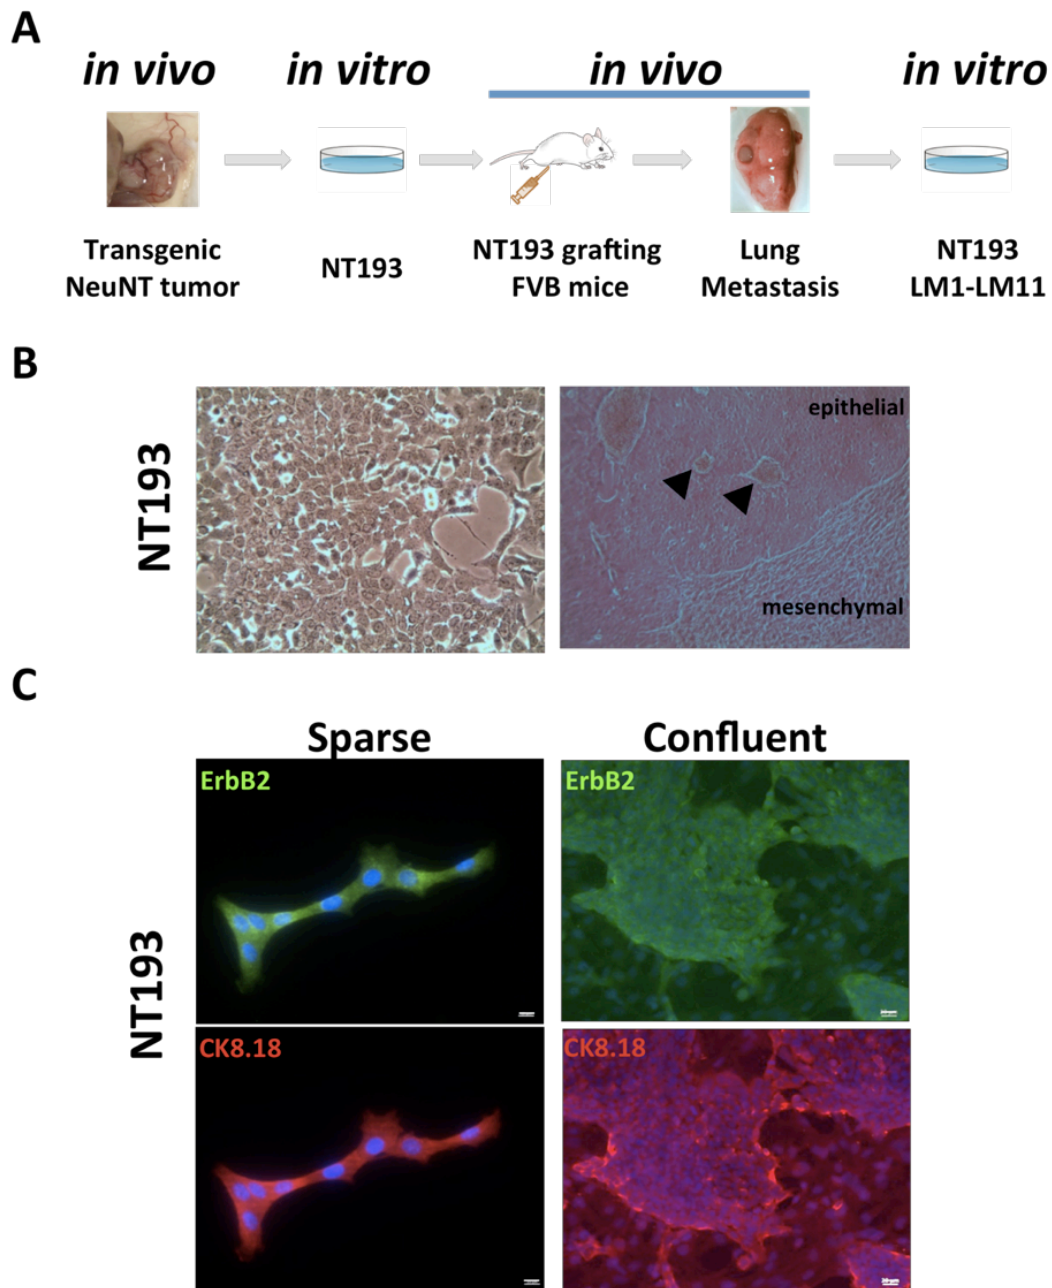 A
in vivo
in vitro
in vivo
in vitro
Transgenic
NeuNT tumor
NT193
NT193 grafting
FVB mice
Lung
Metastasis
NT193
LM1-LM11
B
NT193
epithelial
mesenchymal
C
Sparse
Confluent
NT193
ErbB2
ErbB2
CK8.18
CK8.18